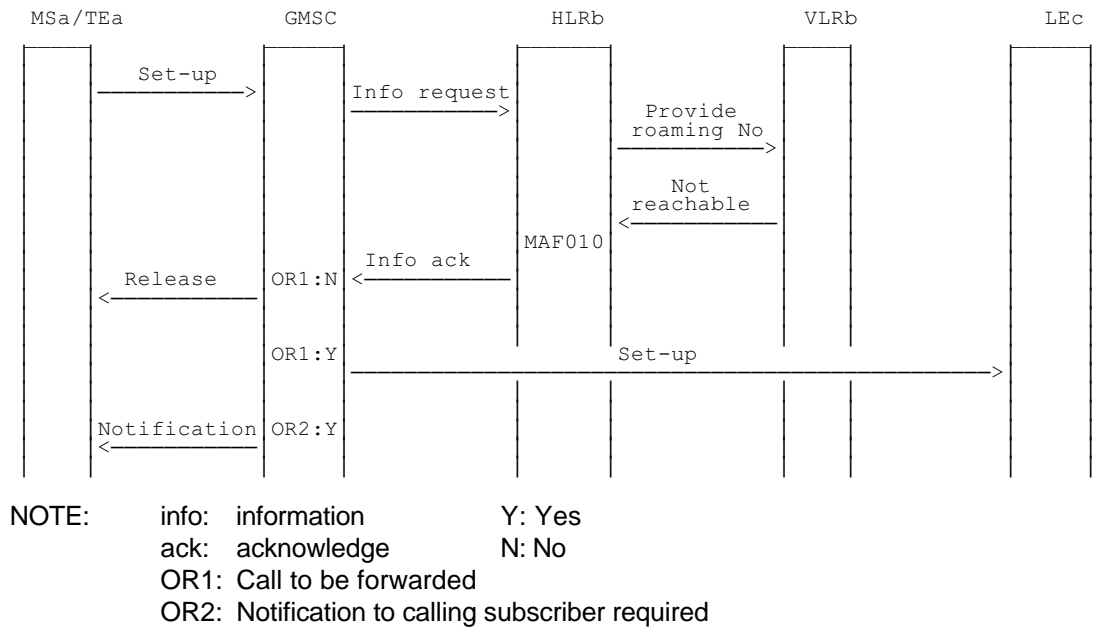 MSa/TEa GMSC HLRb VLRb LEc
Set-up
Info request
Provide
roaming No
Not
reachable
MAF010
Info ack
Release OR1:N
OR1:Y Set-up
Notification OR2:Y
NOTE: info: information Y: Yes
ack: acknowledge N: No
OR1: Call to be forwarded
OR2: Notification to calling subscriber required